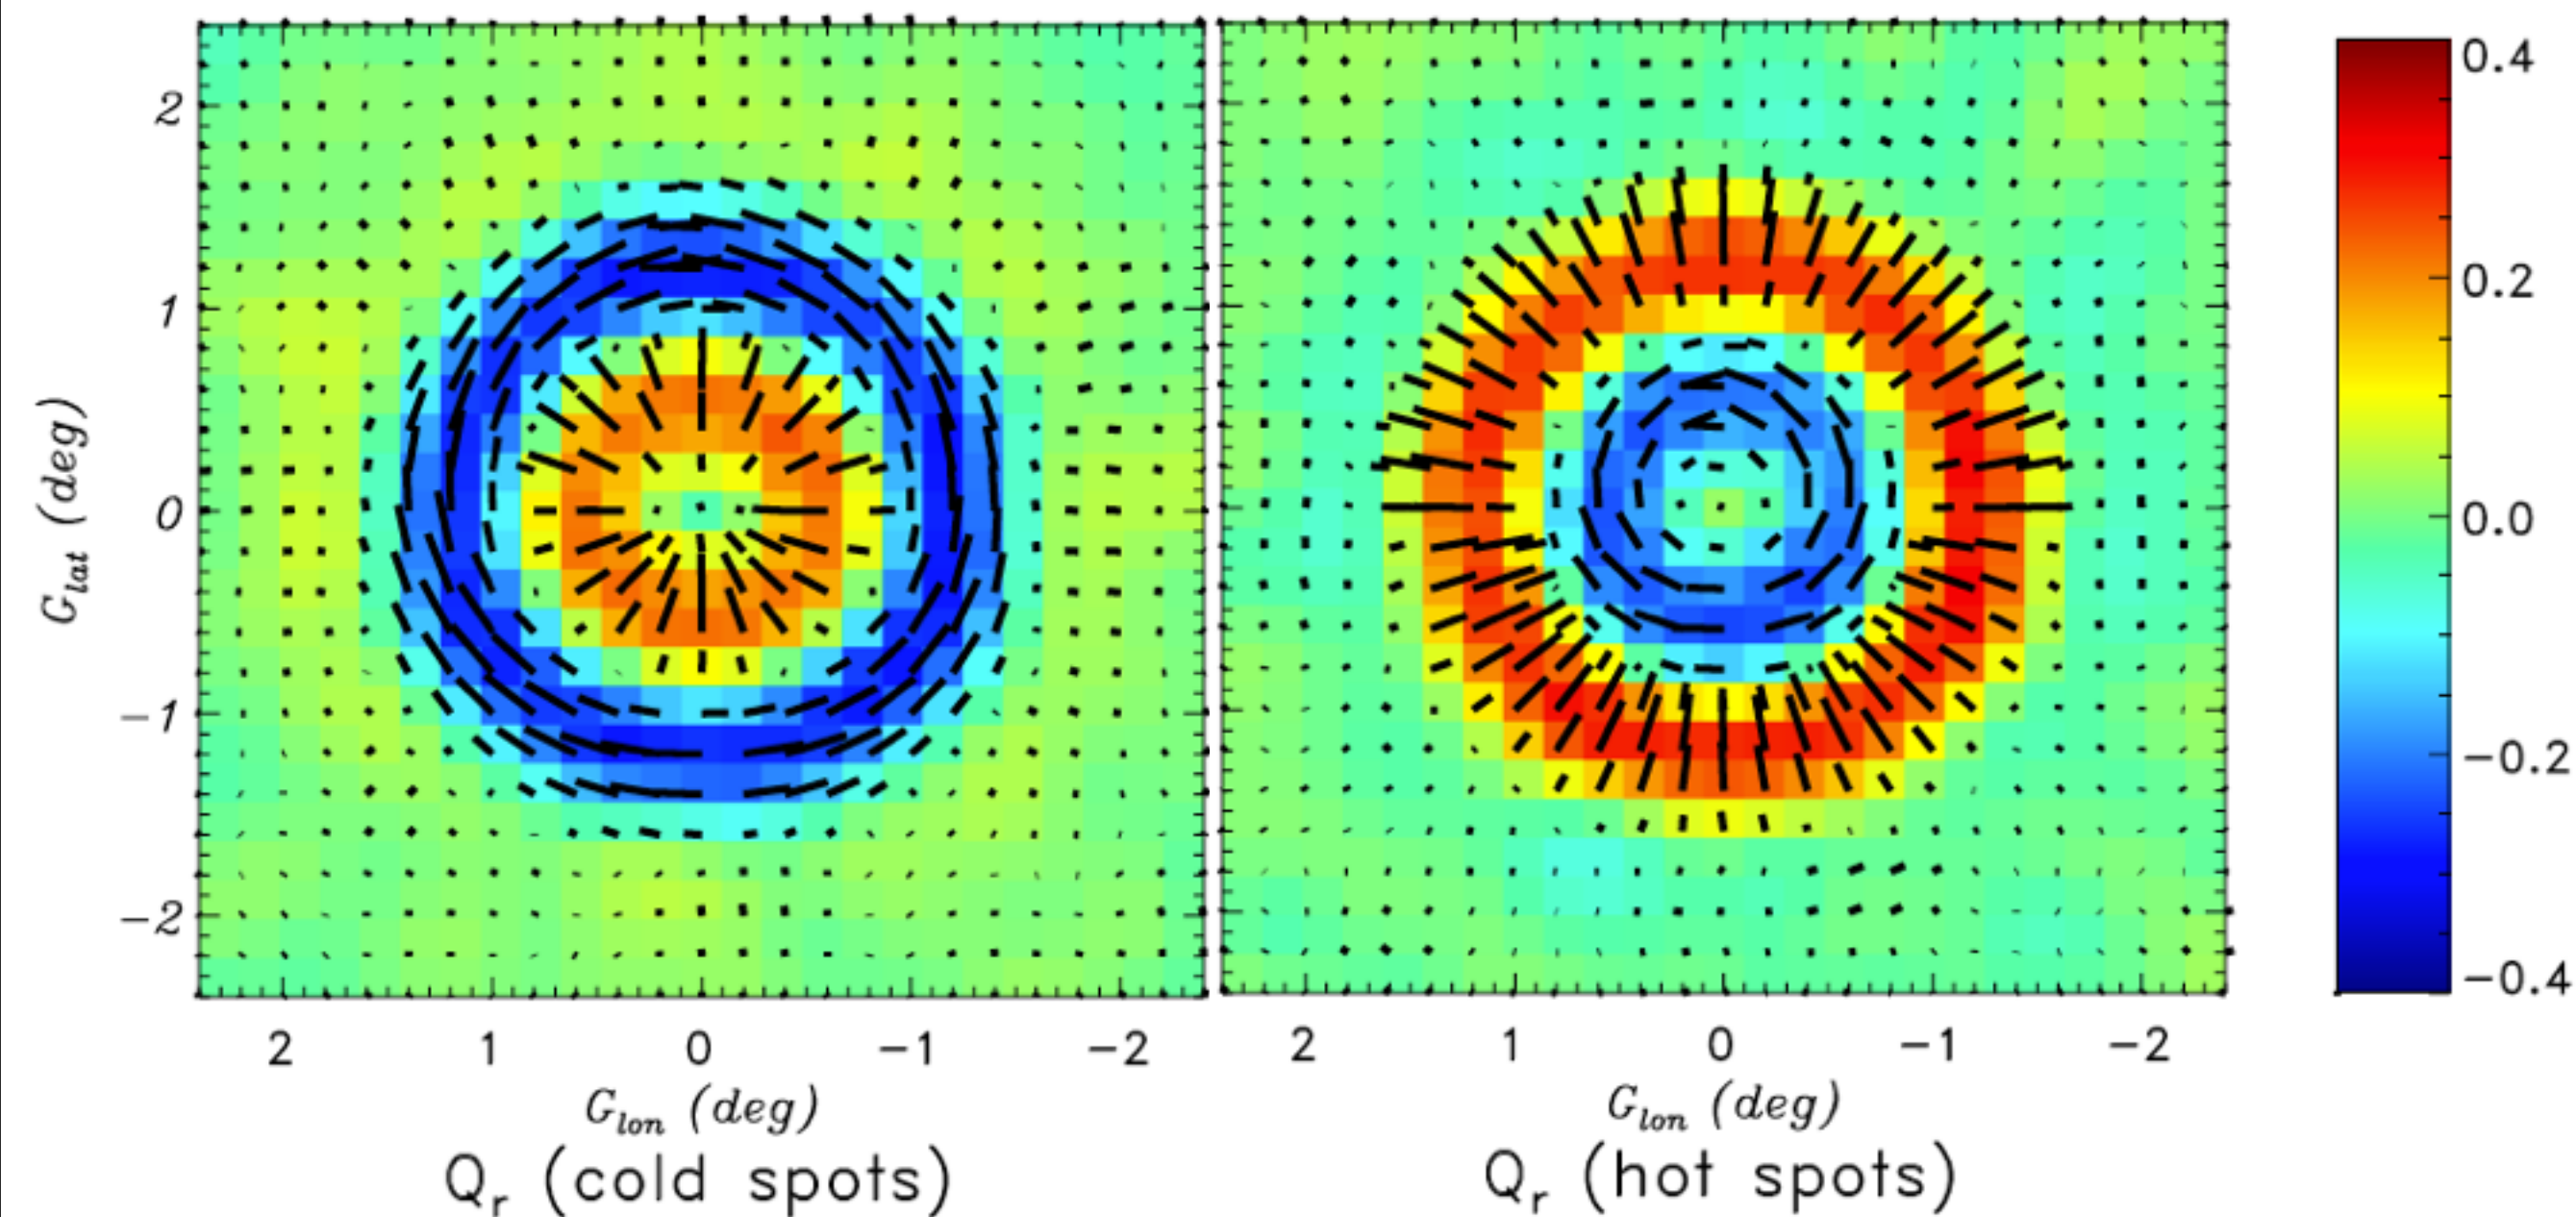 G_lat (deg)
2
1
0
−1
−2
2 1 0 −1 −2
G_lon (deg)
Q_r (cold spots)
2 1 0 −1 −2
G_lon (deg)
Q_r (hot spots)
0.4
0.2
0.0
−0.2
−0.4